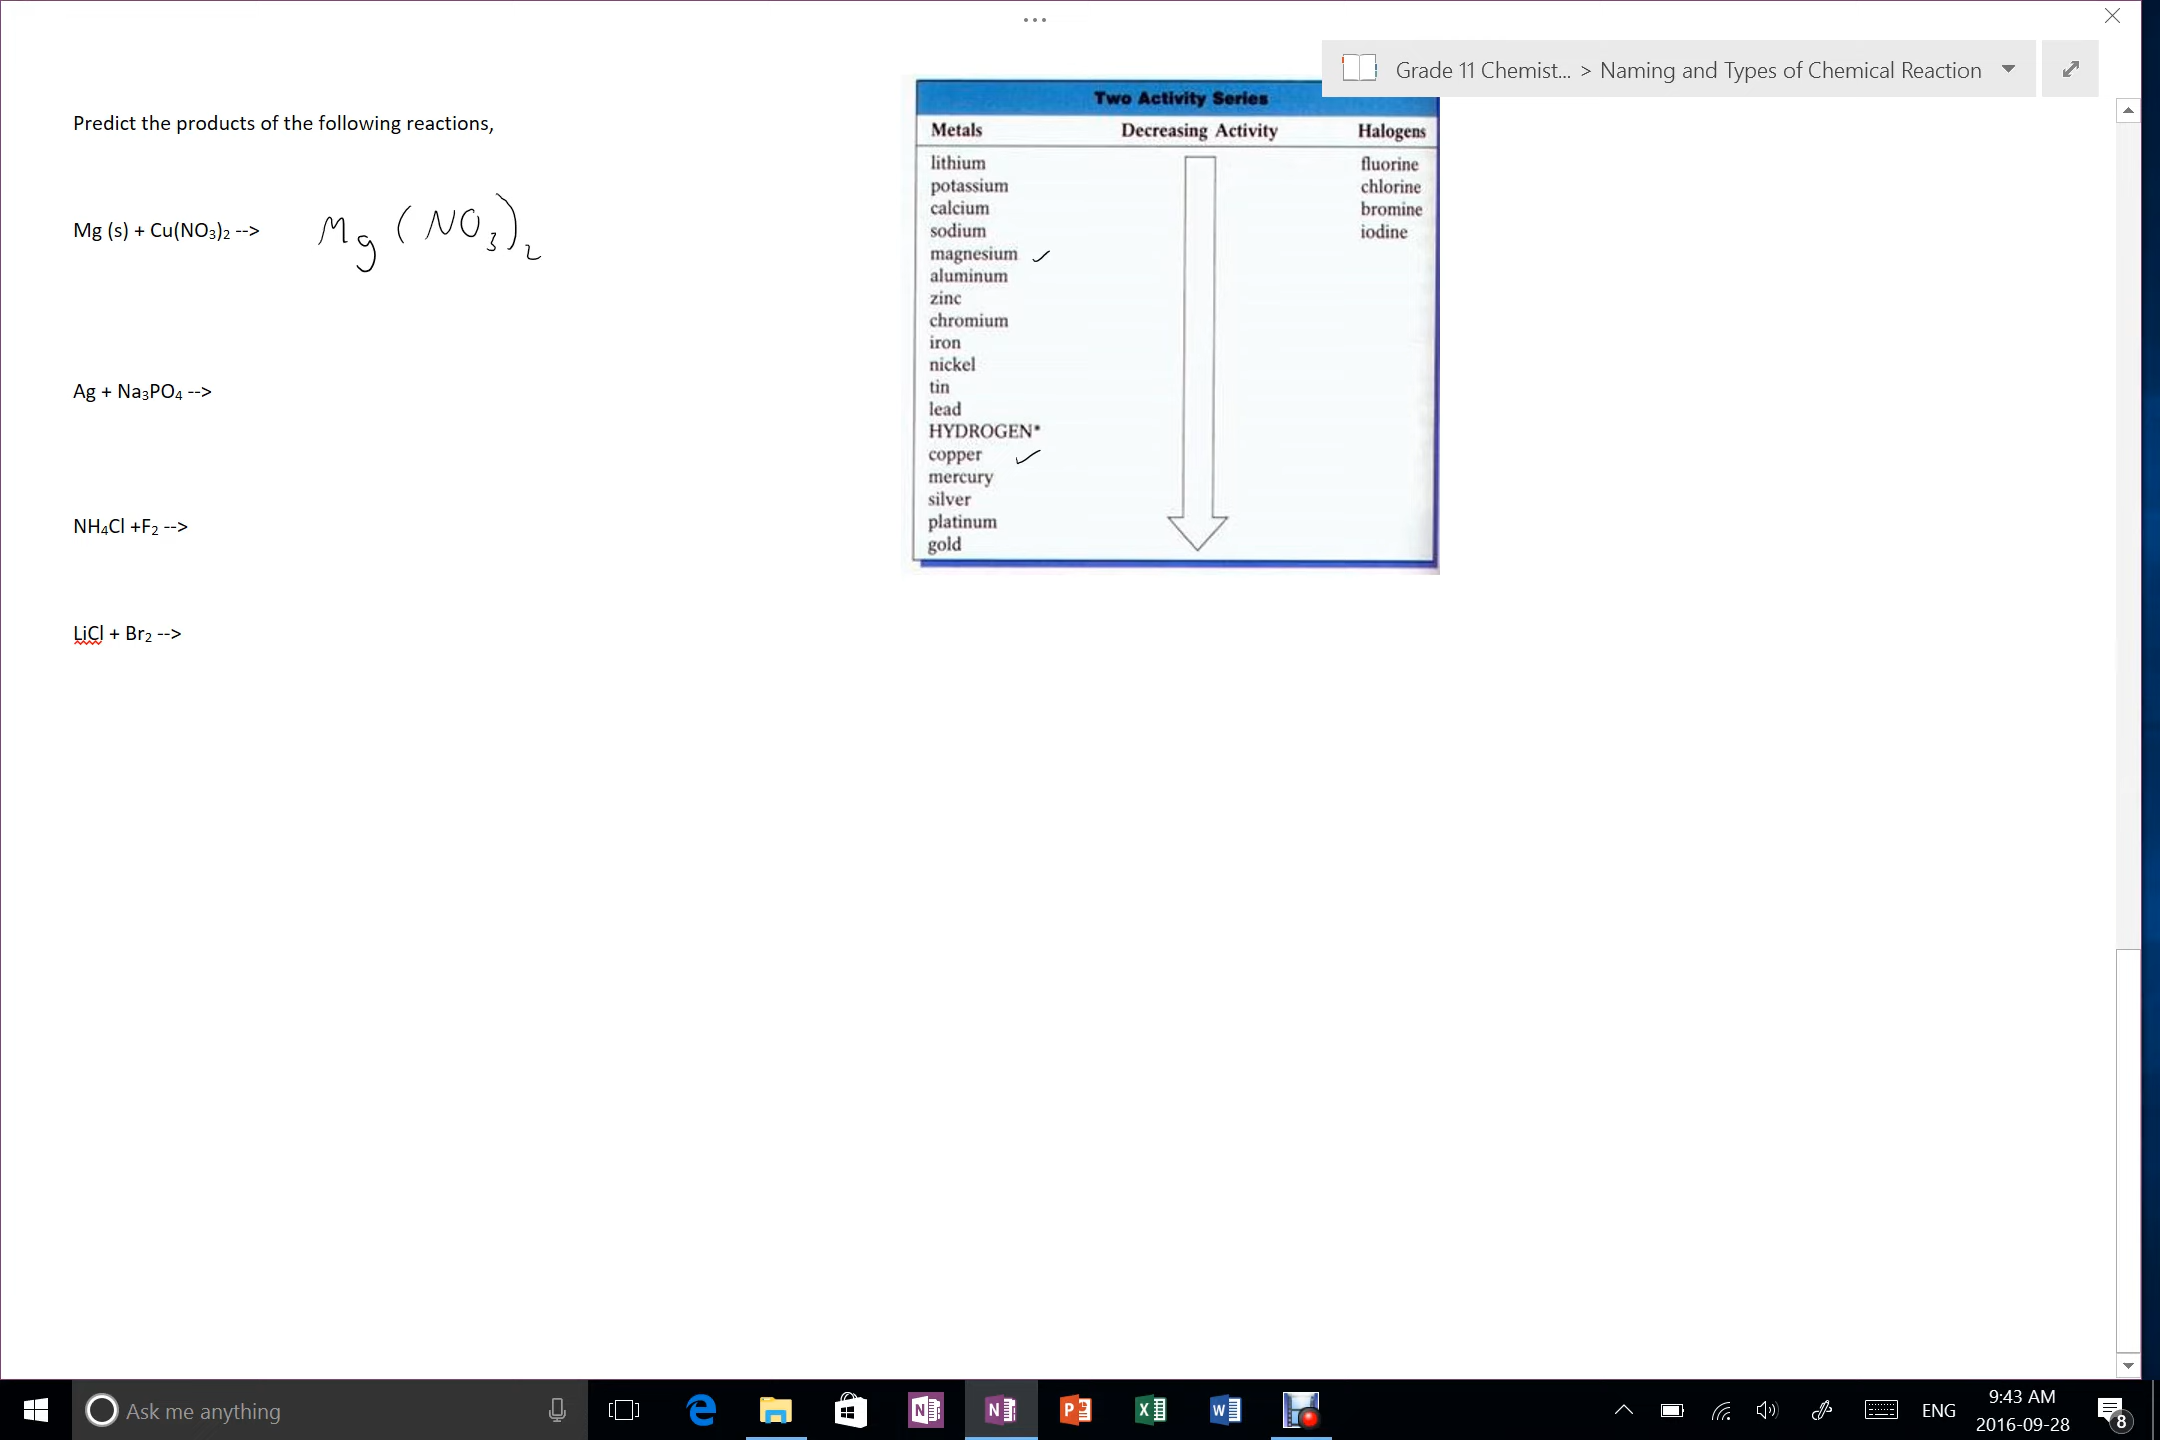 Grade 11 Chemist... > Naming and Types of Chemical Reaction
Predict the products of the following reactions,
Mg (s) + Cu(NO₃)₂ --> Mg (NO₃)₂
Ag + Na₃PO₄ -->
NH₄Cl +F₂ -->
LiCl + Br₂ -->
Two Activity Series
Metals Decreasing Activity Halogens
lithium fluorine
potassium chlorine
calcium bromine
sodium iodine
magnesium ✓
aluminum
zinc
chromium
iron
nickel
tin
lead
HYDROGEN*
copper ✓
mercury
silver
platinum
gold
Ask me anything
ENG
9:43 AM
2016-09-28
8